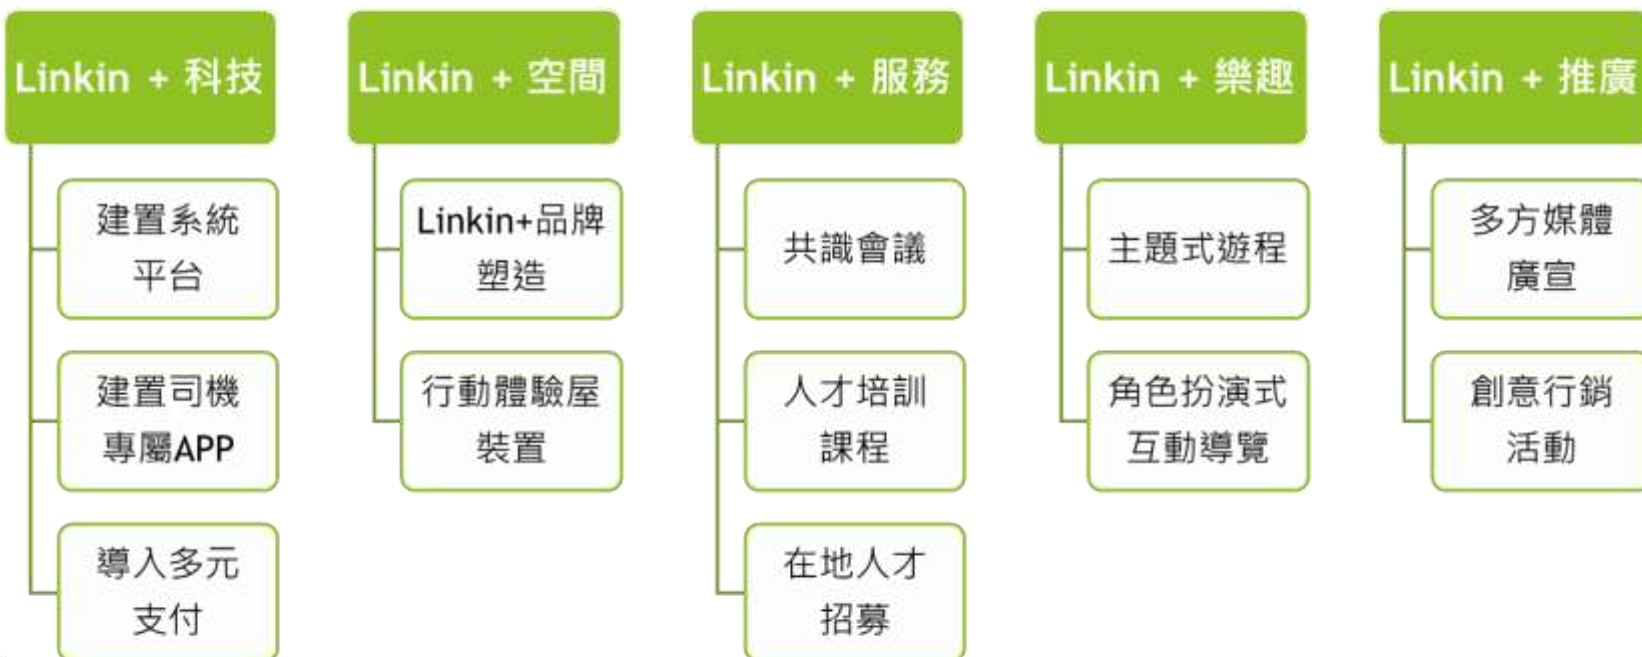 Linkin + 科技
建置系統
平台
建置司機
專屬APP
導入多元
支付
Linkin + 空間
Linkin+品牌
塑造
行動體驗屋
裝置
Linkin + 服務
共識會議
人才培訓
課程
在地人才
招募
Linkin + 樂趣
主題式遊程
角色扮演式
互動導覽
Linkin + 推廣
多方媒體
廣宣
創意行銷
活動